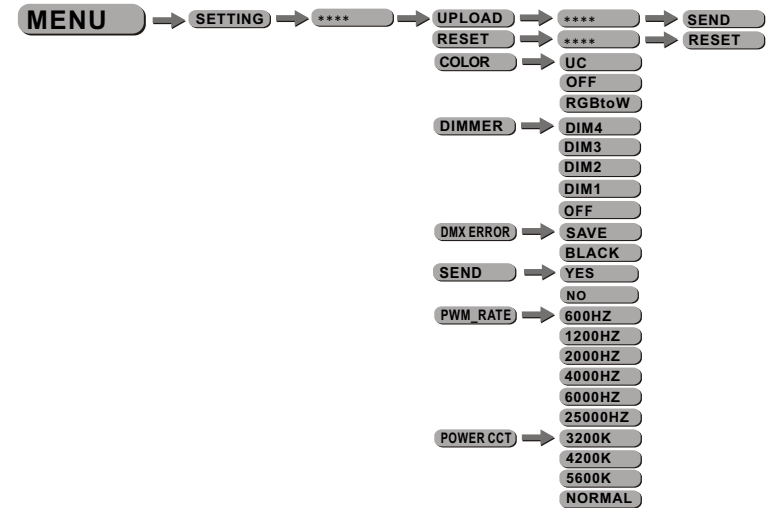 MENU SETTING **** UPLOAD **** SEND
RESET **** RESET
COLOR UC
OFF
RGBtoW
DIMMER DIM4
DIM3
DIM2
DIM1
OFF
DMX ERROR SAVE
BLACK
SEND YES
NO
PWM_RATE 600HZ
1200HZ
2000HZ
4000HZ
6000HZ
25000HZ
POWER CCT 3200K
4200K
5600K
NORMAL